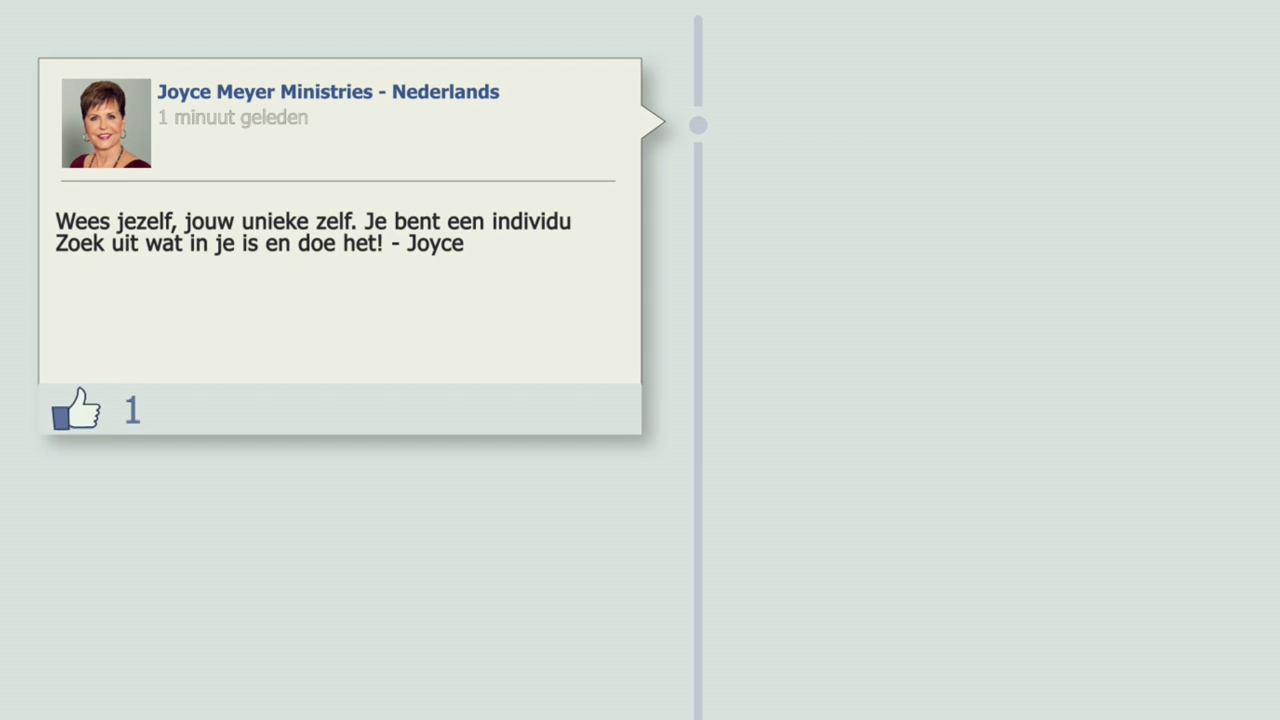 Joyce Meyer Ministries - Nederlands
1 minuut geleden
Wees jezelf, jouw unieke zelf. Je bent een individu
Zoek uit wat in je is en doe het! - Joyce
1